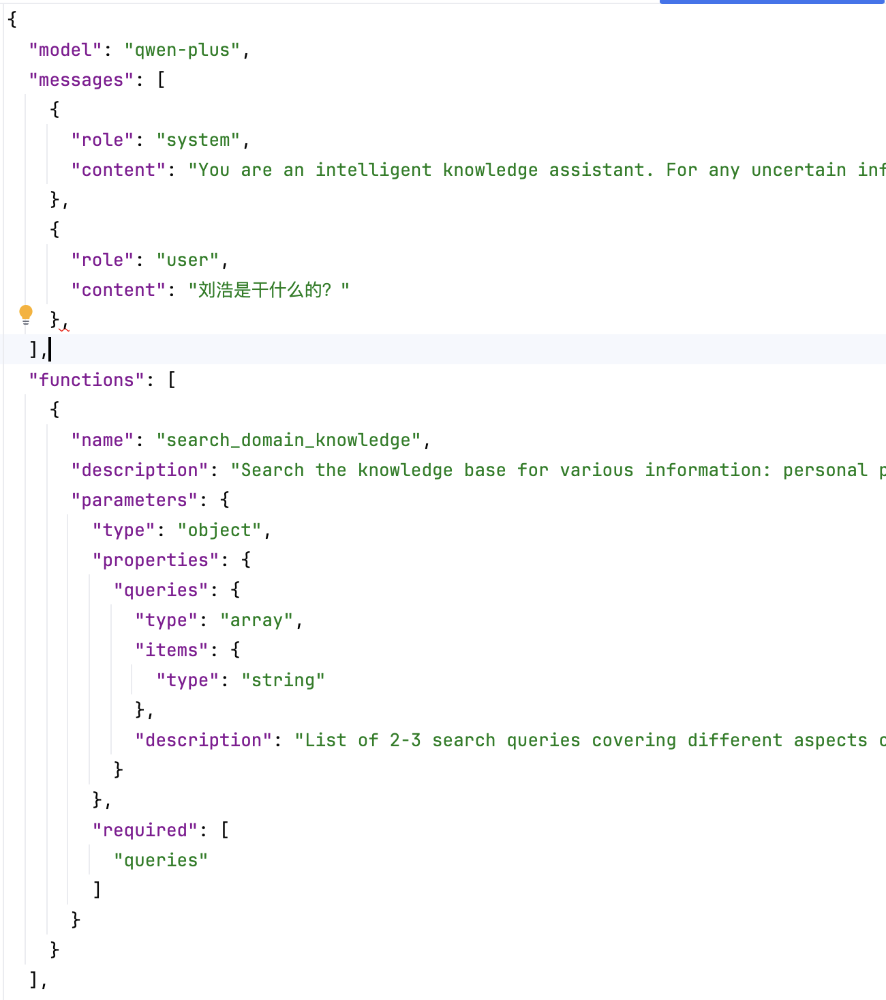 {
"model": "qwen-plus",
"messages": [
{
"role": "system",
"content": "You are an intelligent knowledge assistant. For any uncertain inf
},
{
"role": "user",
"content": "刘浩是干什么的？"
},
],
"functions": [
{
"name": "search_domain_knowledge",
"description": "Search the knowledge base for various information: personal p
"parameters": {
"type": "object",
"properties": {
"queries": {
"type": "array",
"items": {
"type": "string"
},
"description": "List of 2-3 search queries covering different aspects o
}
},
"required": [
"queries"
]
}
}
],